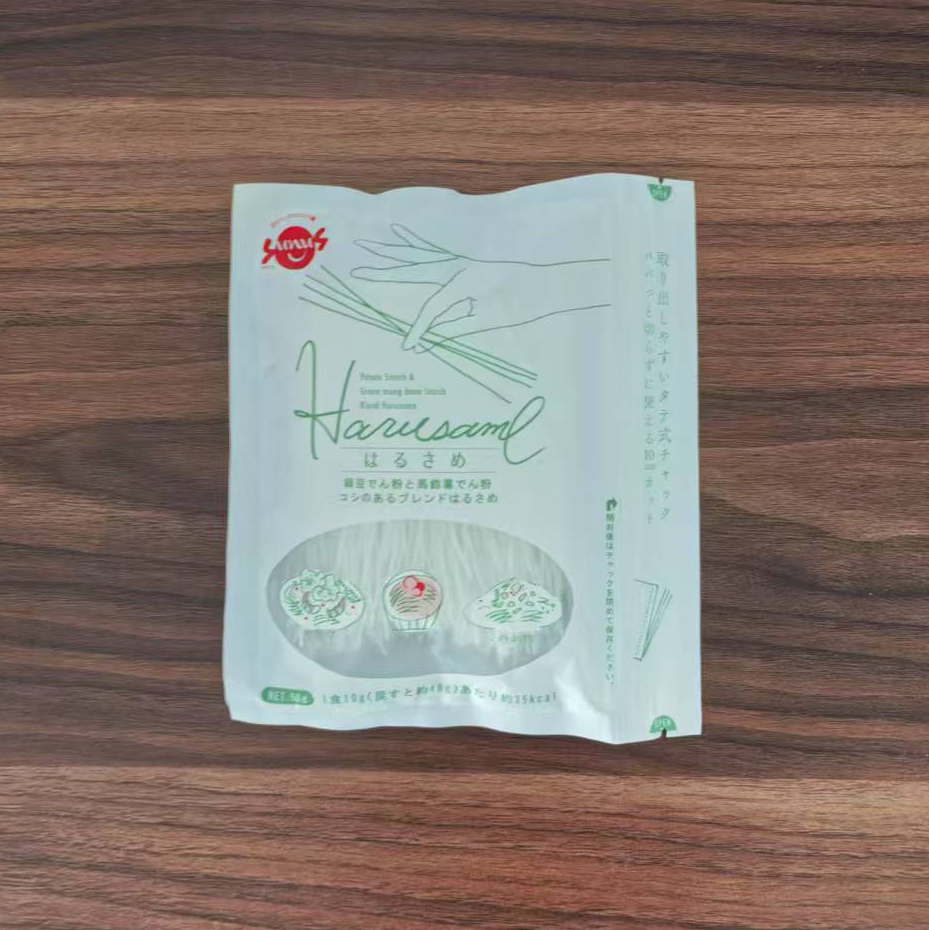 OPEN
SUNUS
Potato Starch &
Green mung bean Starch
Blend Harusame
Harusame
はるさめ
緑豆でん粉と馬鈴薯でん粉
コシのあるブレンドはるさめ
NET.50g
1食10g(戻すと約40g)あたり約35kcal
取り出しやすいタテ式チャック
パパっと切らずに使える10cmカット
開封後はチャックを閉めて保存ください。
OPEN